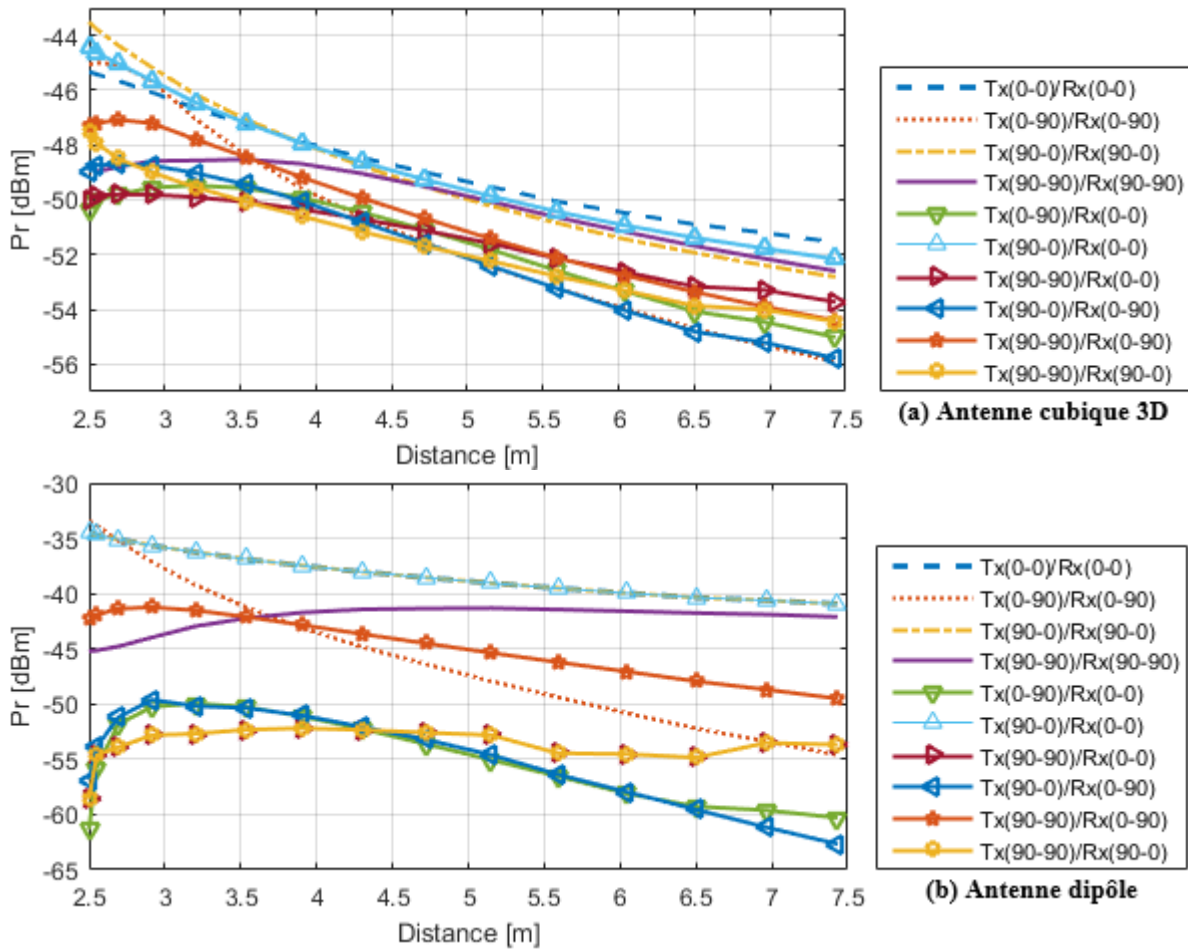 -44
-46
-48
-50
-52
-54
-56
Pr [dBm]
2.5 3 3.5 4 4.5 5 5.5 6 6.5 7 7.5
Distance [m]
Tx(0-0)/Rx(0-0)
Tx(0-90)/Rx(0-90)
Tx(90-0)/Rx(90-0)
Tx(90-90)/Rx(90-90)
Tx(0-90)/Rx(0-0)
Tx(90-0)/Rx(0-0)
Tx(90-90)/Rx(0-0)
Tx(90-0)/Rx(0-90)
Tx(90-90)/Rx(0-90)
Tx(90-90)/Rx(90-0)
(a) Antenne cubique 3D
-30
-35
-40
-45
-50
-55
-60
-65
Pr [dBm]
2.5 3 3.5 4 4.5 5 5.5 6 6.5 7 7.5
Distance [m]
Tx(0-0)/Rx(0-0)
Tx(0-90)/Rx(0-90)
Tx(90-0)/Rx(90-0)
Tx(90-90)/Rx(90-90)
Tx(0-90)/Rx(0-0)
Tx(90-0)/Rx(0-0)
Tx(90-90)/Rx(0-0)
Tx(90-0)/Rx(0-90)
Tx(90-90)/Rx(0-90)
Tx(90-90)/Rx(90-0)
(b) Antenne dipôle